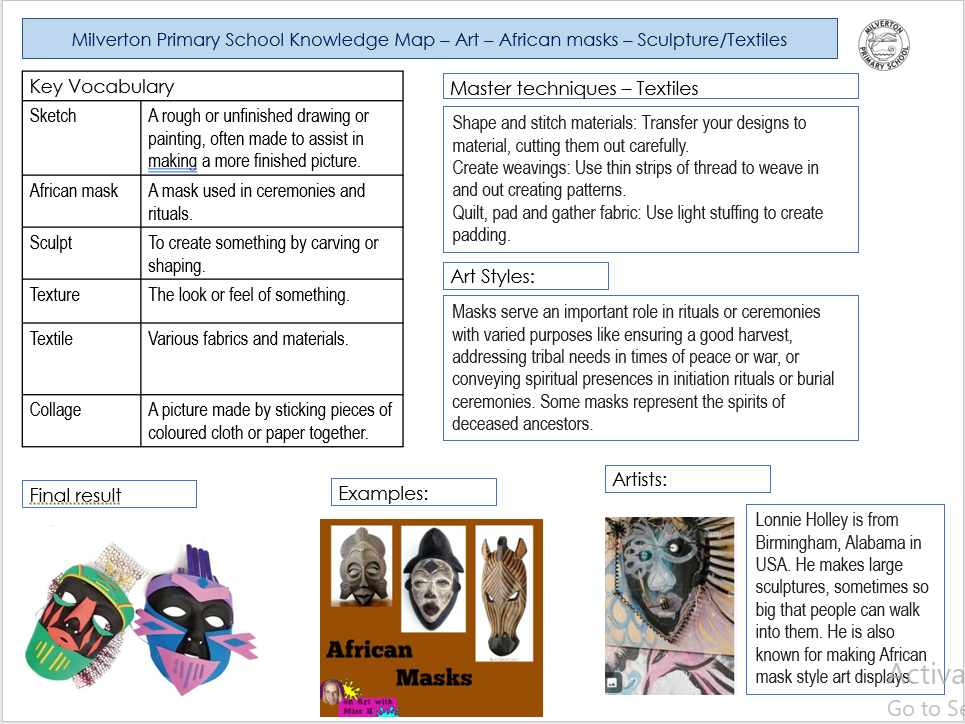 Milverton Primary School Knowledge Map – Art – African masks – Sculpture/Textiles
MILVERTON
PRIMARY SCHOOL
Key Vocabulary
Sketch
A rough or unfinished drawing or
painting, often made to assist in
making a more finished picture.
African mask
A mask used in ceremonies and
rituals.
Sculpt
To create something by carving or
shaping.
Texture
The look or feel of something.
Textile
Various fabrics and materials.
Collage
A picture made by sticking pieces of
coloured cloth or paper together.
Master techniques – Textiles
Shape and stitch materials: Transfer your designs to
material, cutting them out carefully.
Create weavings: Use thin strips of thread to weave in
and out creating patterns.
Quilt, pad and gather fabric: Use light stuffing to create
padding.
Art Styles:
Masks serve an important role in rituals or ceremonies
with varied purposes like ensuring a good harvest,
addressing tribal needs in times of peace or war, or
conveying spiritual presences in initiation rituals or burial
ceremonies. Some masks represent the spirits of
deceased ancestors.
Final result
Examples:
African
Masks
Art with
Miss
Artists:
Lonnie Holley is from
Birmingham, Alabama in
USA. He makes large
sculptures, sometimes so
big that people can walk
into them. He is also
known for making African
mask style art displays.
Activa
Go to Se